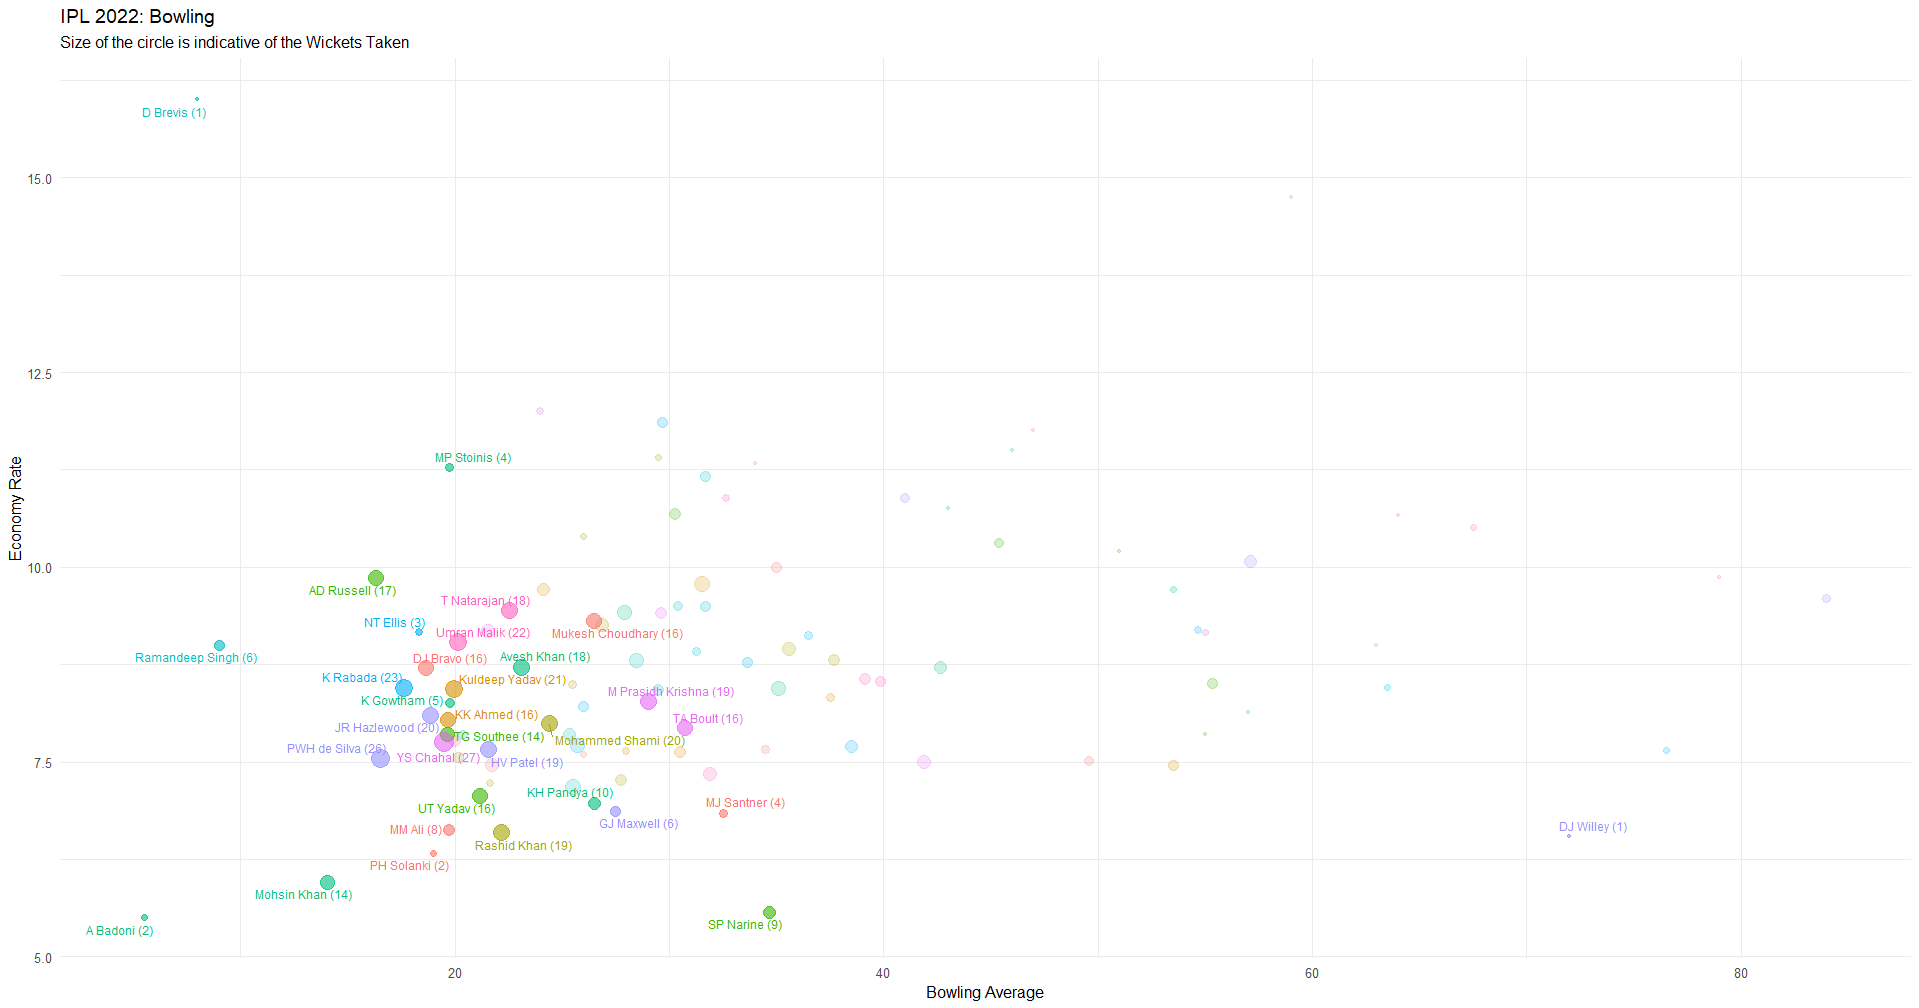 IPL 2022: Bowling
Size of the circle is indicative of the Wickets Taken
D Brevis (1)
15.0
12.5
MP Stoinis (4)
Economy Rate
10.0
AD Russell (17)
T Natarajan (18)
NT Ellis (3)
Umran Malik (22)
Mukesh Choudhary (16)
Ramandeep Singh (6)
DJ Bravo (16)
Avesh Khan (18)
K Rabada (23)
Kuldeep Yadav (21)
M Prasidh Krishna (19)
K Gowtham (5)
KK Ahmed (16)
TA Boult (16)
JR Hazlewood (20)
TG Southee (14)
Mohammed Shami (20)
PWH de Silva (26)
YS Chahal (27)
HV Patel (19)
7.5
KH Pandya (10)
UT Yadav (16)
MJ Santner (4)
GJ Maxwell (6)
DJ Willey (1)
MM Ali (8)
Rashid Khan (19)
PH Solanki (2)
Mohsin Khan (14)
SP Narine (9)
A Badoni (2)
5.0
20
40
60
80
Bowling Average